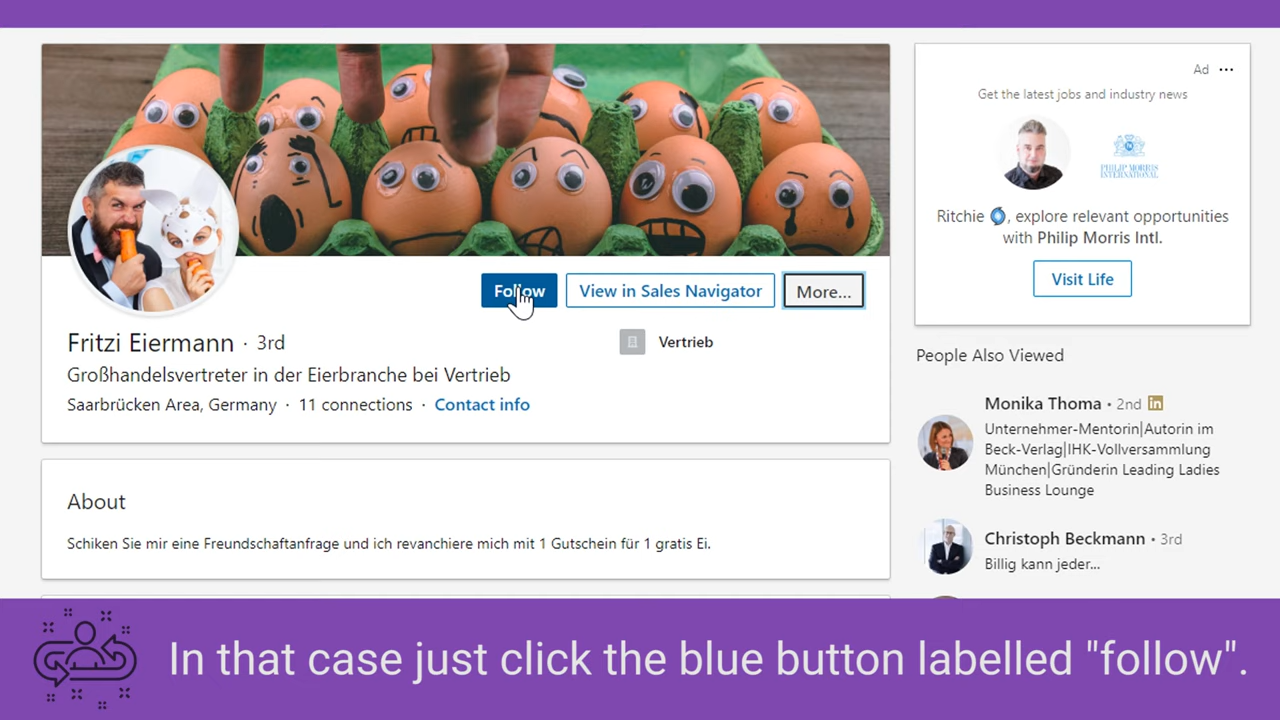 Ad ...
Get the latest jobs and industry news
PHILIP MORRIS
INTERNATIONAL
Ritchie , explore relevant opportunities
with Philip Morris Intl.
Visit Life
Follow
View in Sales Navigator
More...
Fritzi Eiermann · 3rd
Vertrieb
Großhandelsvertreter in der Eierbranche bei Vertrieb
Saarbrücken Area, Germany · 11 connections · Contact info
About
Schiken Sie mir eine Freundschaftanfrage und ich revanchiere mich mit 1 Gutschein für 1 gratis Ei.
People Also Viewed
Monika Thoma • 2nd in
Unternehmer-Mentorin|Autorin im
Beck-Verlag|IHK-Vollversammlung
München|Gründerin Leading Ladies
Business Lounge
Christoph Beckmann • 3rd
Billig kann jeder...
In that case just click the blue button labelled "follow".